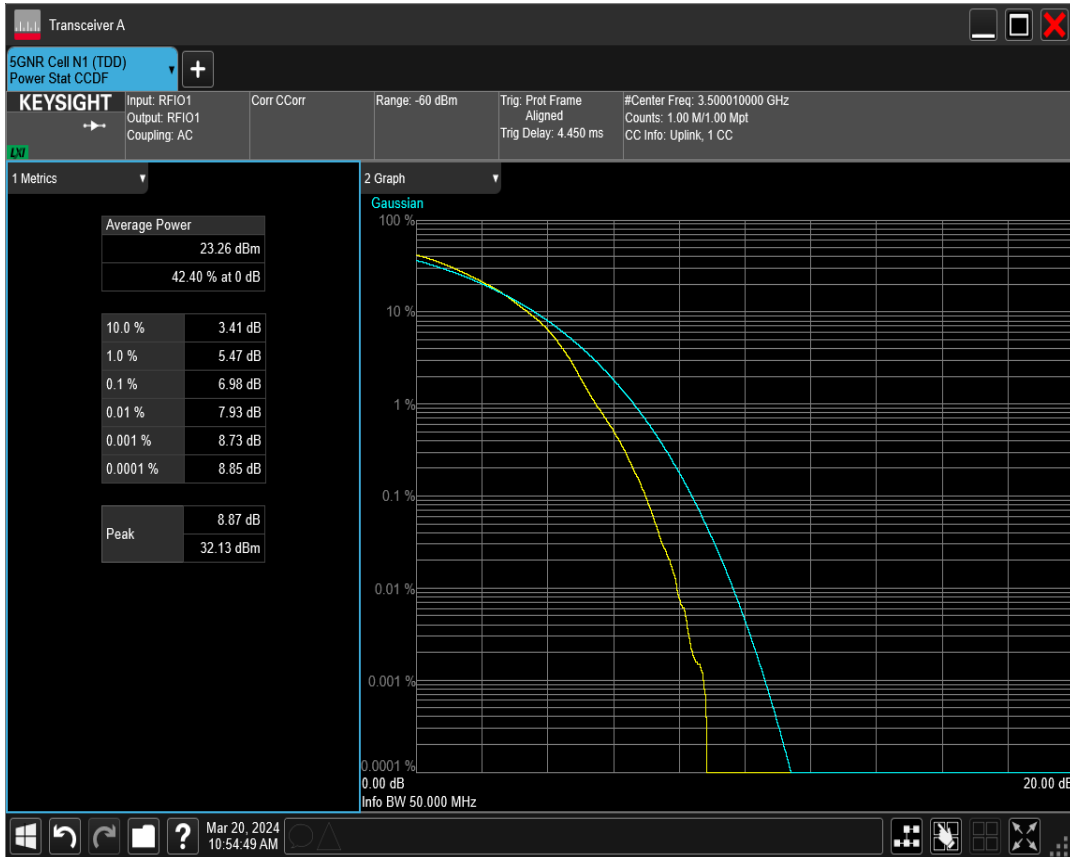 Transceiver A
5GNR Cell N1 (TDD)
Power Stat CCDF
+
KEYSIGHT
LXI
Input: RFIO1
Output: RFIO1
Coupling: AC
Corr CCorr
Range: -60 dBm
Trig: Prot Frame
Aligned
Trig Delay: 4.450 ms
#Center Freq: 3.500010000 GHz
Counts: 1.00 M/1.00 Mpt
CC Info: Uplink, 1 CC
1 Metrics
Average Power
23.26 dBm
42.40 % at 0 dB
10.0 % 3.41 dB
1.0 % 5.47 dB
0.1 % 6.98 dB
0.01 % 7.93 dB
0.001 % 8.73 dB
0.0001 % 8.85 dB
Peak
8.87 dB
32.13 dBm
2 Graph
Gaussian
100 %
10 %
1 %
0.1 %
0.01 %
0.001 %
0.0001 %
0.00 dB 20.00 dB
Info BW 50.000 MHz
?
Mar 20, 2024
10:54:49 AM